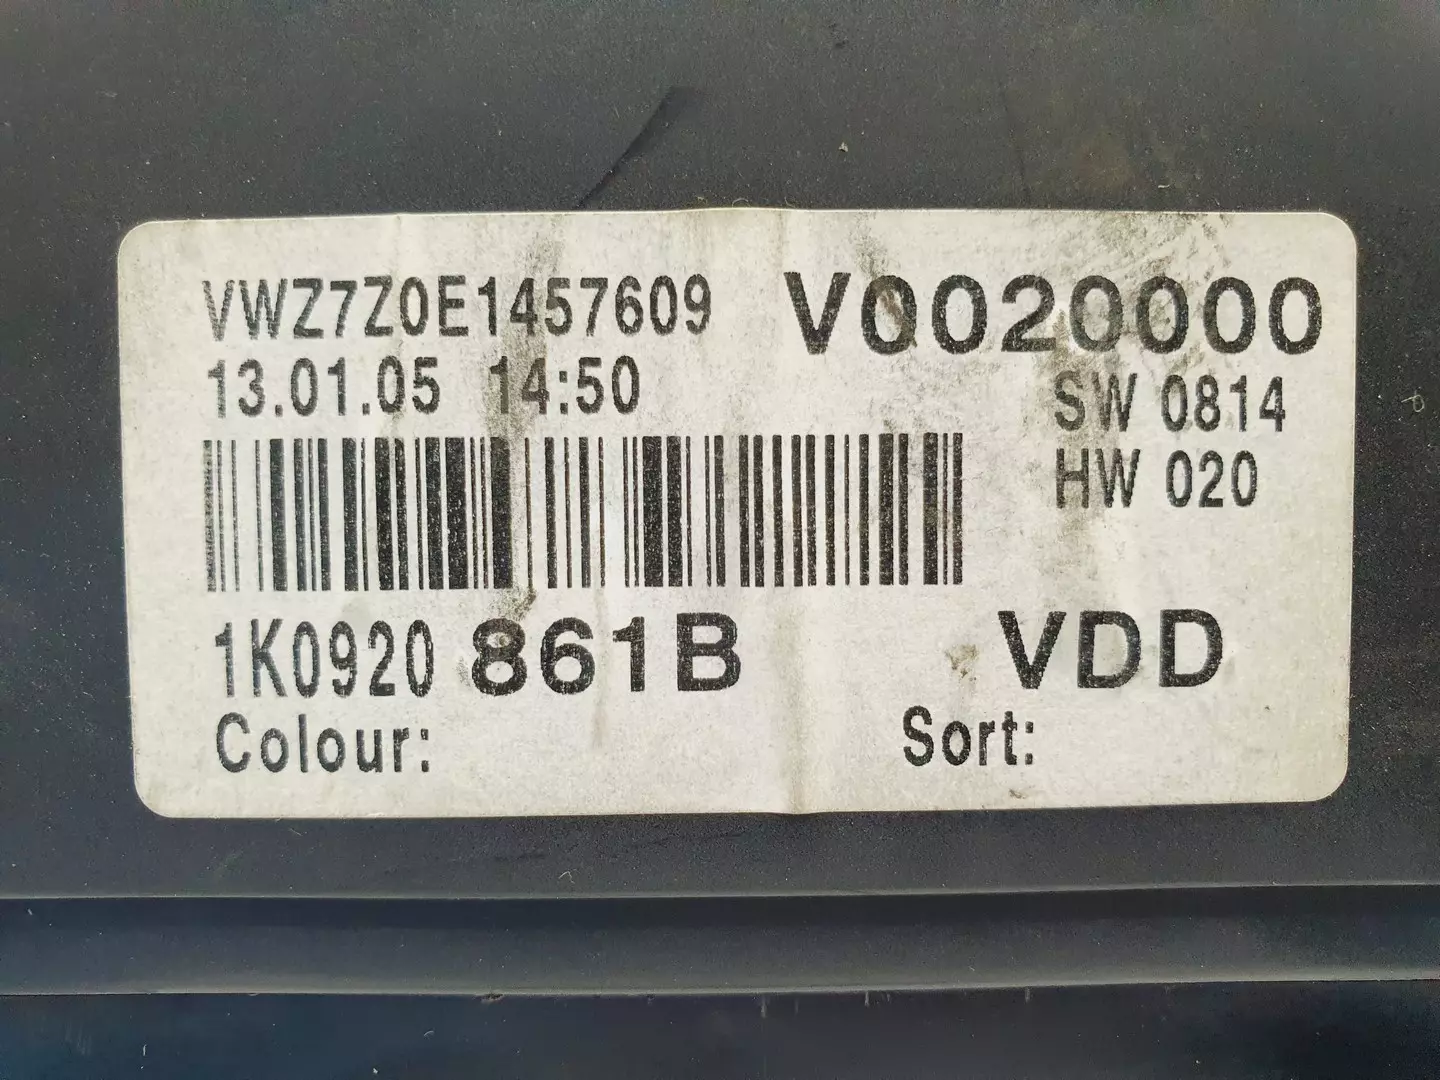 VWZ7Z0E1457609 V0020000
13.01.05 14:50 SW 0814
HW 020
1K0920 861B VDD
Colour: Sort: